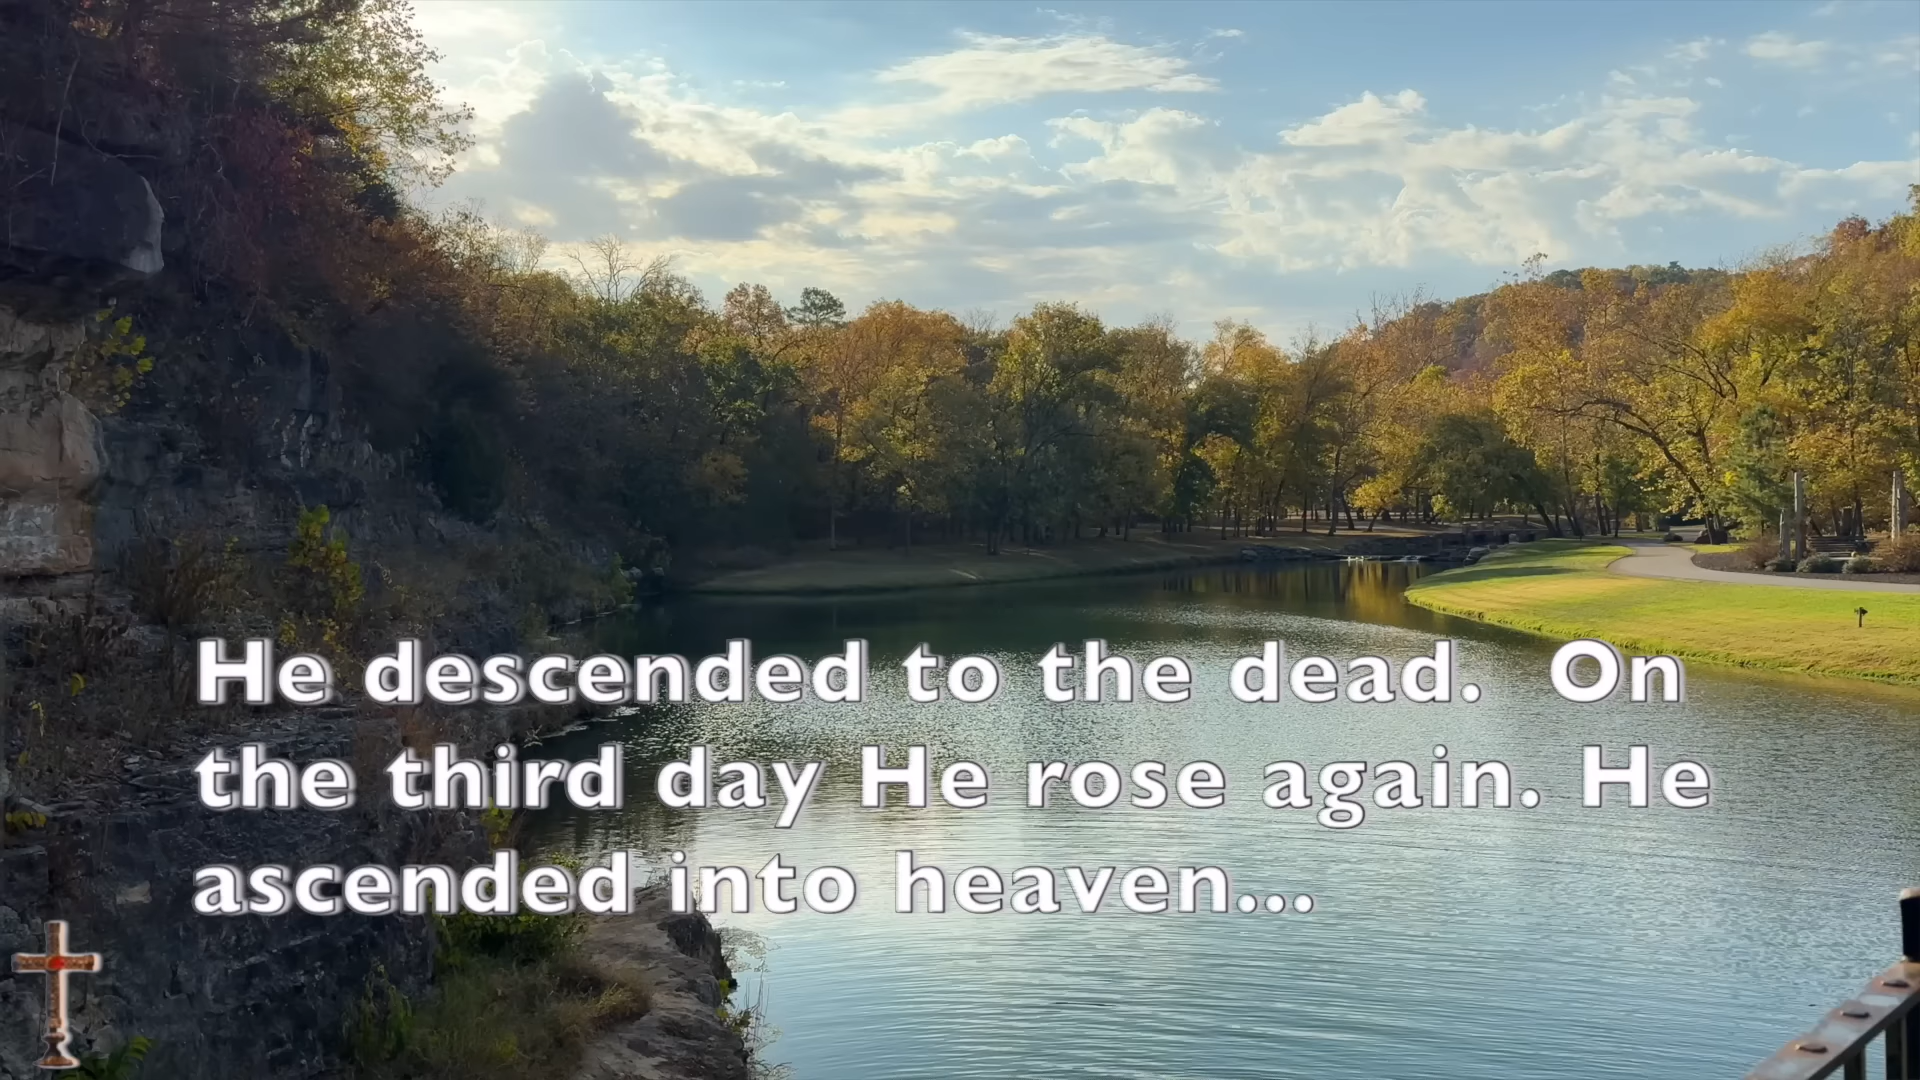 He descended to the dead.  On
the third day He rose again. He
ascended into heaven...